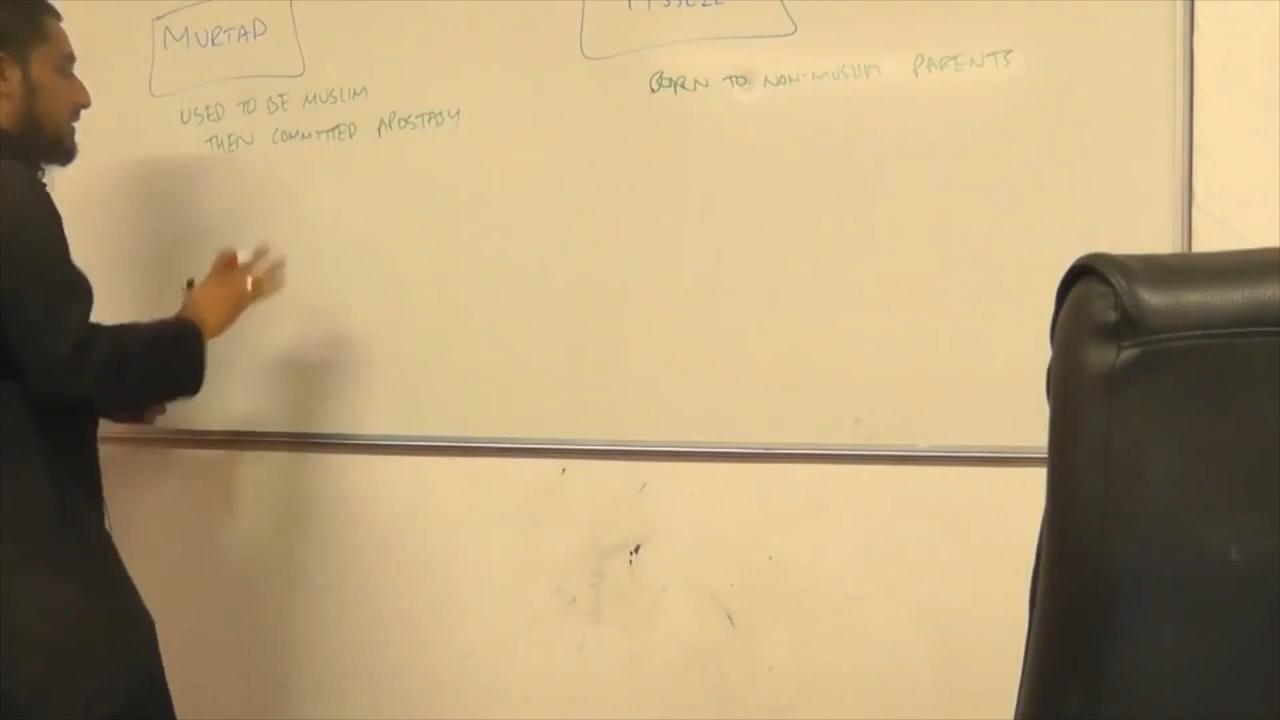 MURTAD
USED TO BE MUSLIM
THEN COMMITTED APOSTASY
BORN TO NON-MUSLIM PARENTS